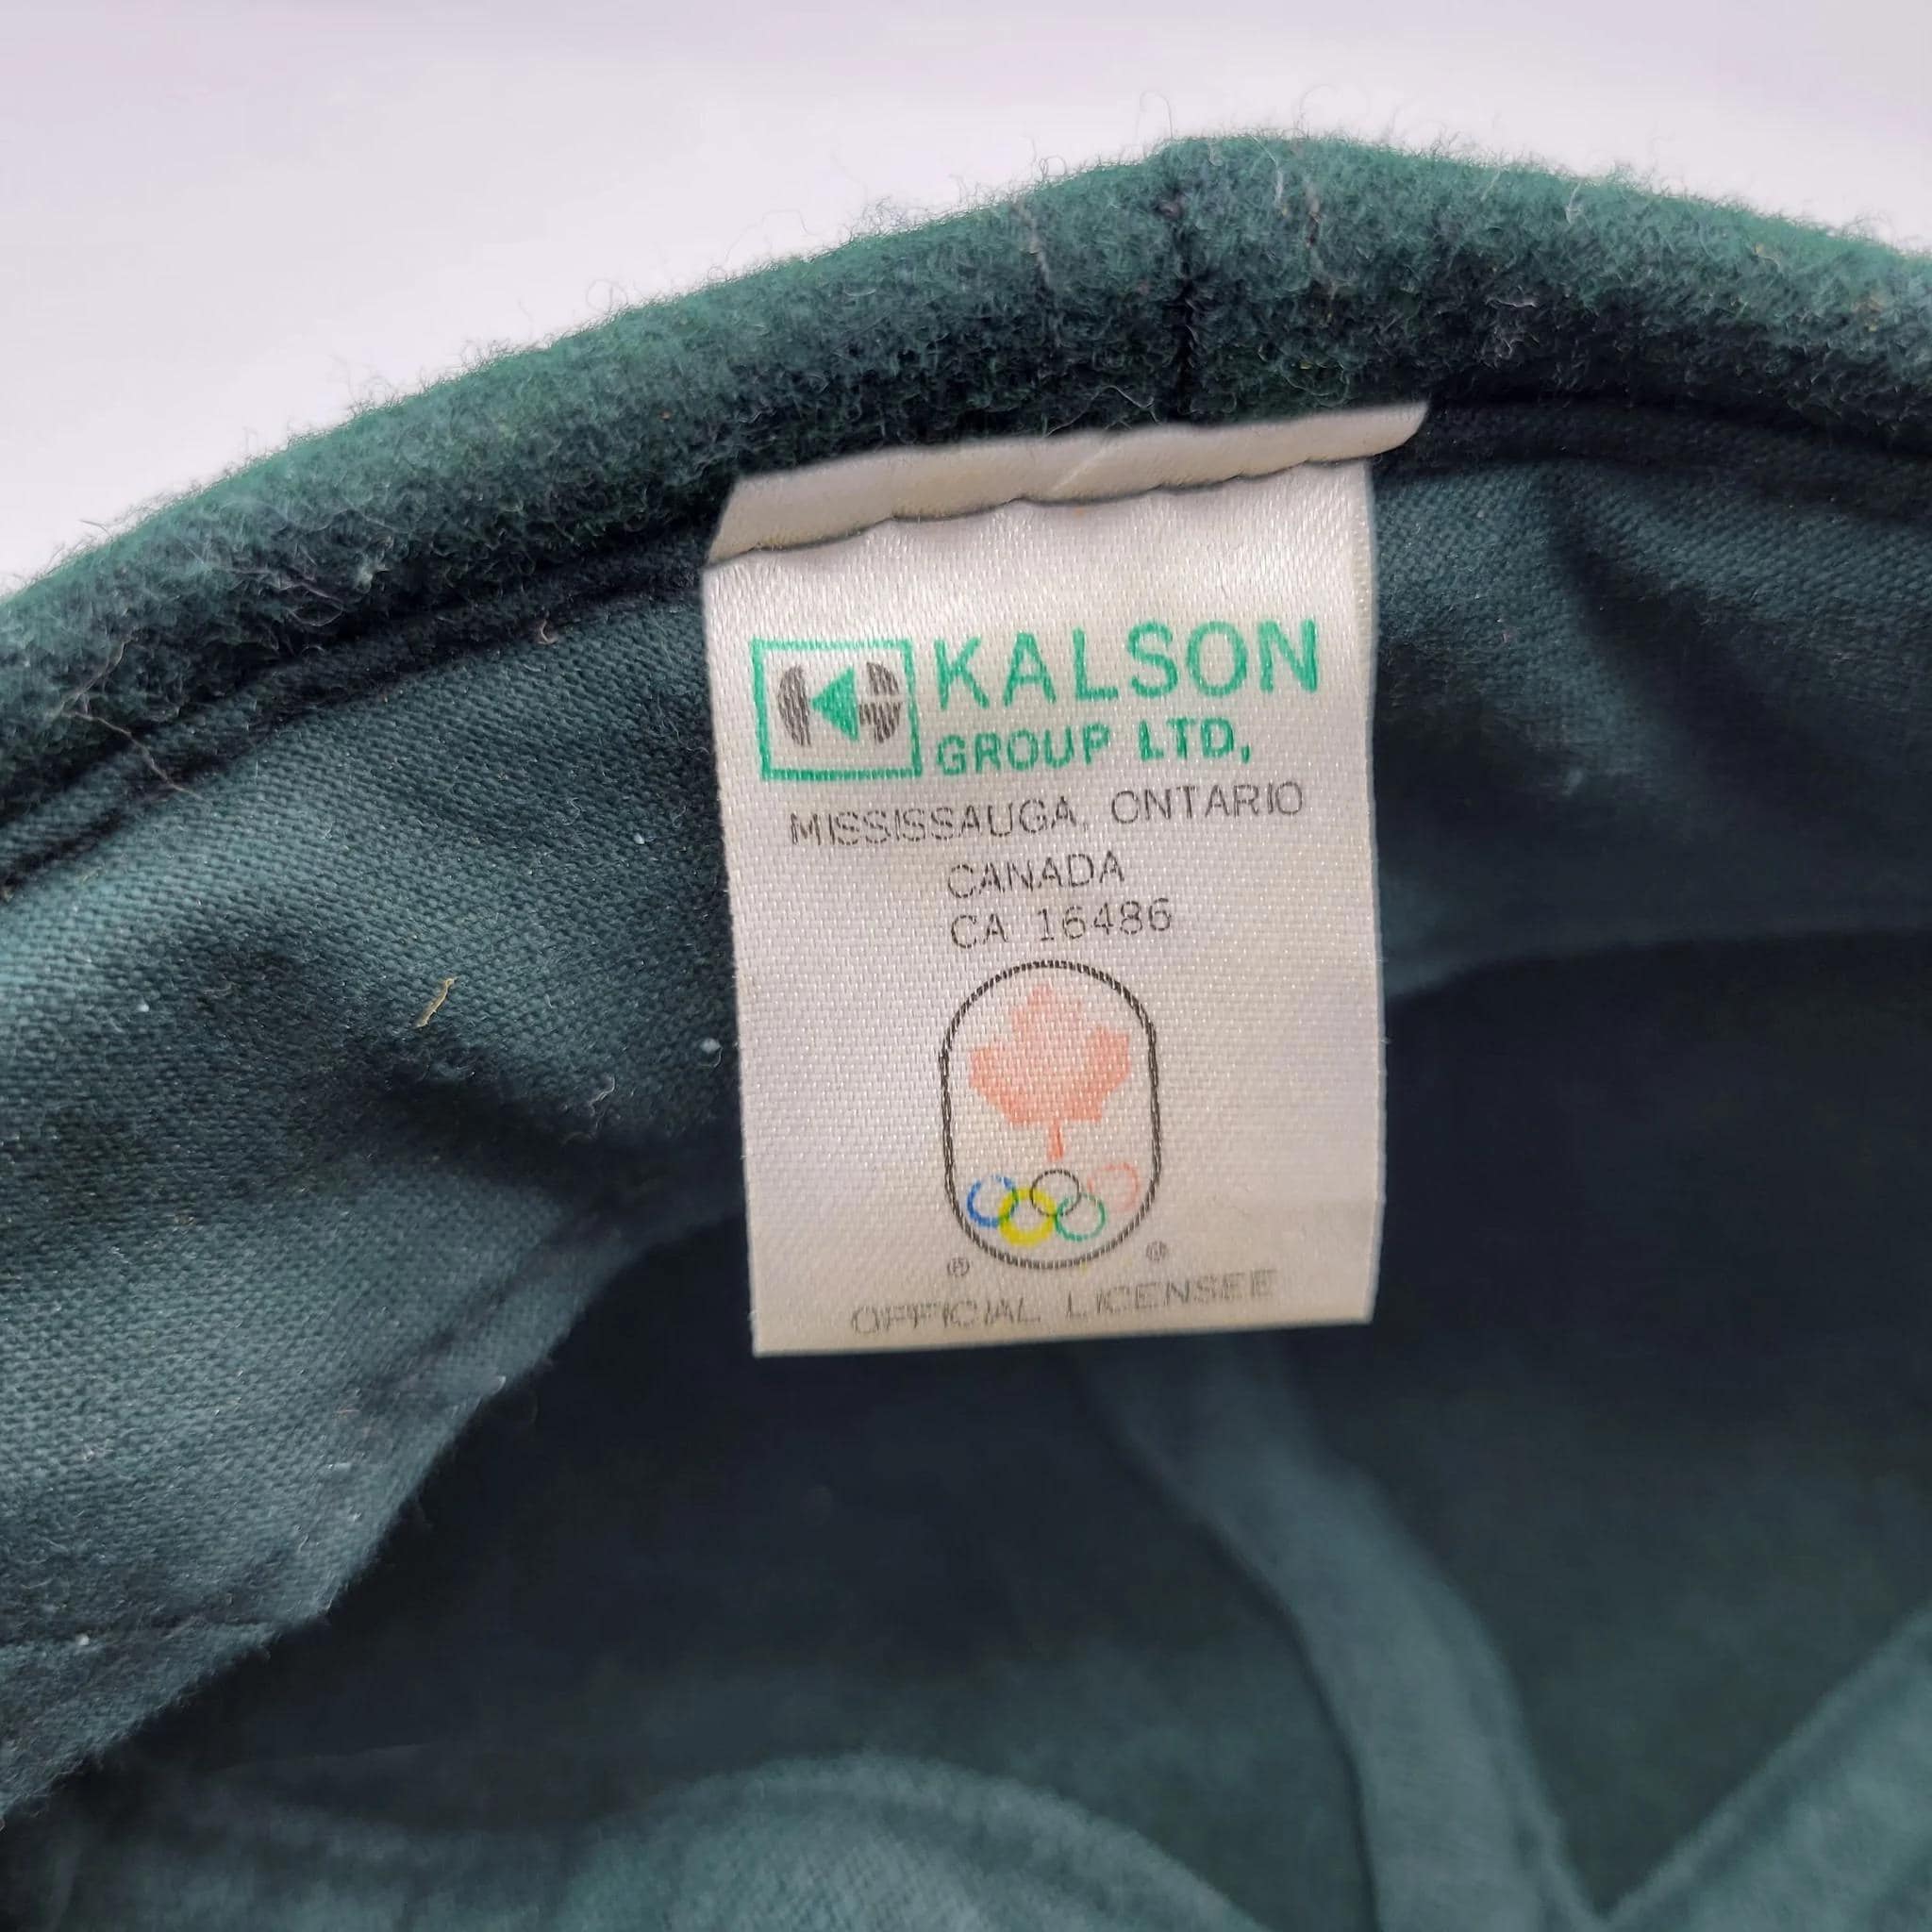 KALSON
GROUP LTD,
MISSISSAUGA, ONTARIO
CANADA
CA 16486
® ®
OFFICIAL LICENSEE